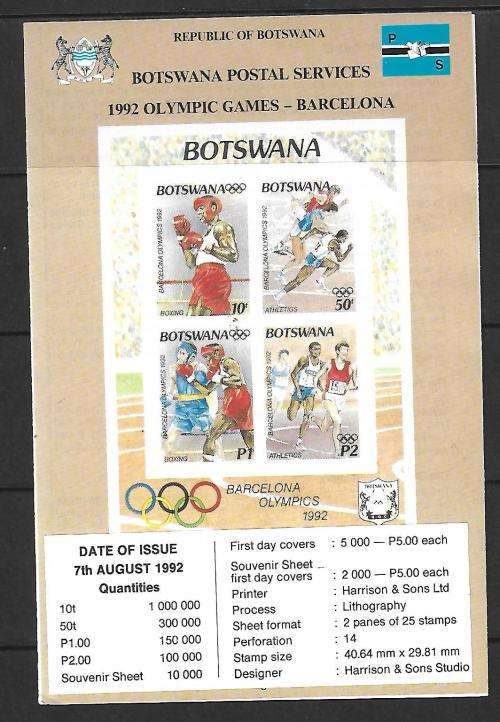 REPUBLIC OF BOTSWANA
P
S
BOTSWANA POSTAL SERVICES
1992 OLYMPIC GAMES – BARCELONA
BOTSWANA
BOTSWANA
BARCELONA OLYMPICS 1992
BOXING
10t
BOTSWANA
BARCELONA OLYMPICS 1992
50t
ATHLETICS
BOTSWANA
BARCELONA OLYMPICS 1992
BOXING
P1
BOTSWANA
BARCELONA OLYMPICS 1992
ATHLETICS
P2
BARCELONA
OLYMPICS
1992
BOTSWANA
DATE OF ISSUE
7th AUGUST 1992
Quantities
10t 1 000 000
50t 300 000
P1.00 150 000
P2.00 100 000
Souvenir Sheet 10 000
First day covers : 5 000 — P5.00 each
Souvenir Sheet
first day covers : 2 000 — P5.00 each
Printer : Harrison & Sons Ltd
Process : Lithography
Sheet format : 2 panes of 25 stamps
Perforation : 14
Stamp size : 40.64 mm x 29.81 mm
Designer : Harrison & Sons Studio